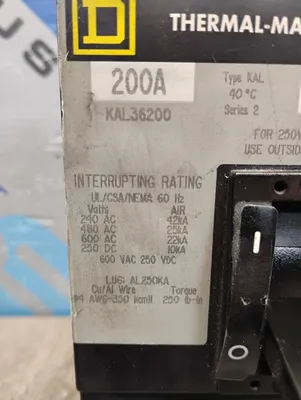 D
THERMAL-MA
200A
KAL36200
Type KAL
40°C
Series 2
FOR 250V
USE OUTSID
INTERRUPTING RATING
UL/CSA/NEMA 60 Hz
Volts AIR
240 AC 42kA
480 AC 25kA
600 AC 22kA
250 DC 10kA
600 VAC 250 VDC
LUG: AL250KA
Cu/Al Wire Torque
#4 AWG-350 kcmil 250 lb-in
I
O
US